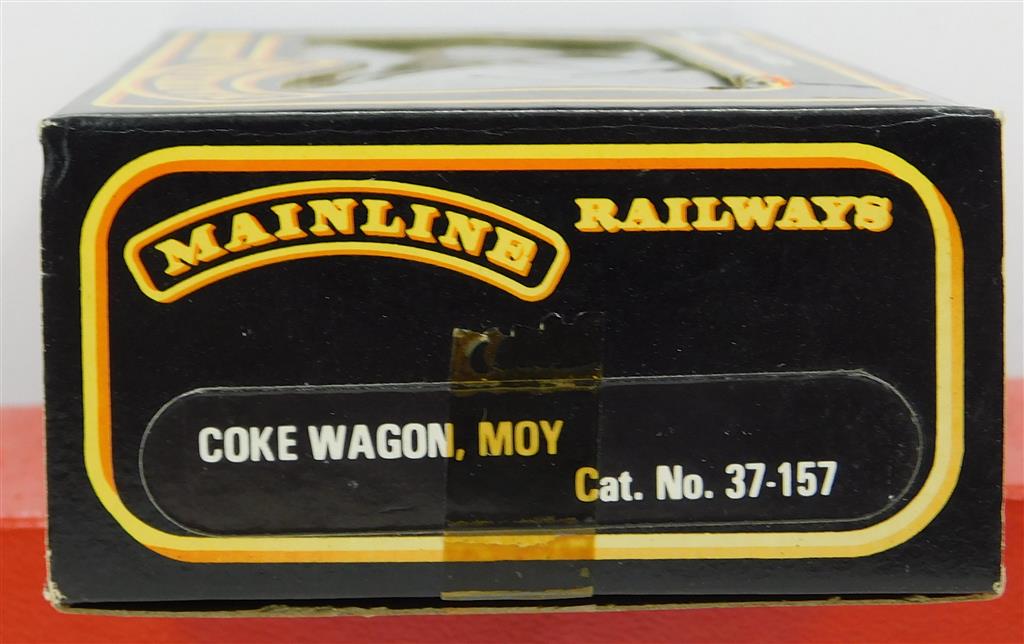 MAINLINE RAILWAYS
COKE WAGON, MOY
Cat. No. 37-157